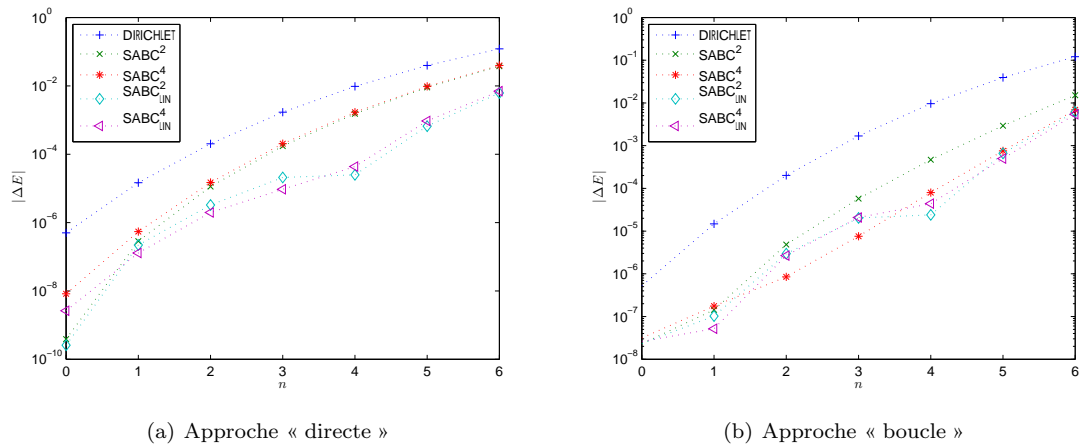 10^0
10^-2
10^-4
10^-6
10^-8
10^-10
|ΔE|
DIRICHLET
SABC^2
SABC^4
SABC^2_LIN
SABC^4_LIN
0 1 2 3 4 5 6
n
(a) Approche « directe »
10^0
10^-1
10^-2
10^-3
10^-4
10^-5
10^-6
10^-7
10^-8
|ΔE|
DIRICHLET
SABC^2
SABC^4
SABC^2_LIN
SABC^4_LIN
0 1 2 3 4 5 6
n
(b) Approche « boucle »